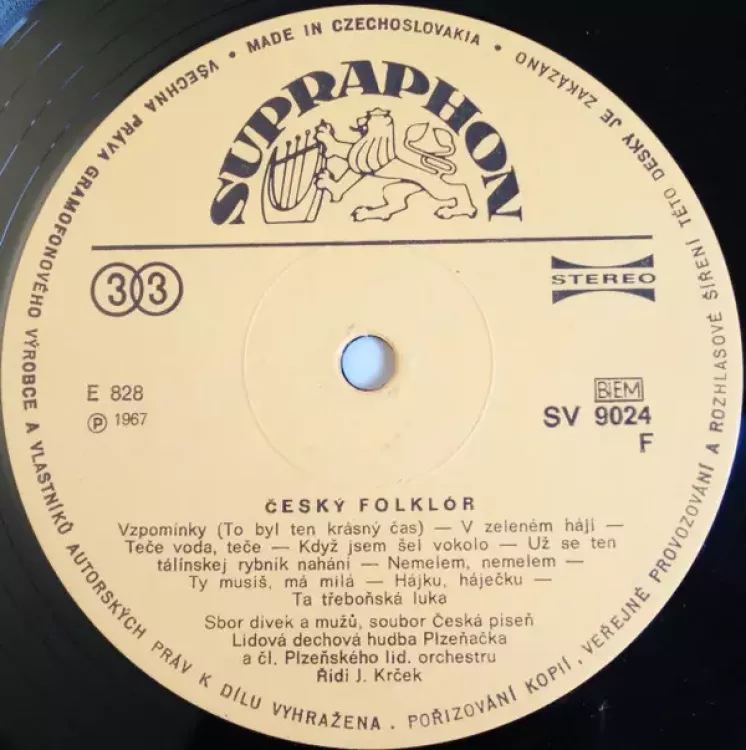 VŠECHNA PRÁVA GRAMOFONOVÉHO VÝROBCE A VLASTNÍKŮ AUTORSKÝCH PRÁV K DÍLU VYHRAŽENA . POŘIZOVÁNÍ KOPIÍ, VEŘEJNÉ PROVOZOVÁNÍ A ROZHLASOVÉ ŠÍŘENÍ TÉTO DESKY JE ZAKÁZÁNO
• MADE IN CZECHOSLOVAKIA •
SUPRAPHON
33
STEREO
E 828
BIEM
SV 9024
Ⓟ 1967
F
ČESKÝ FOLKLÓR
Vzpomínky (To byl ten krásný čas) — V zeleném háji —
Teče voda, teče — Když jsem šel vokolo — Už se ten
tálinskej rybník nahání — Nemelem, nemelem —
Ty musíš, má milá — Hájku, háječku —
Ta třeboňská luka
Sbor dívek a mužů, soubor Česká píseň
Lidová dechová hudba Plzeňačka
a čl. Plzeňského lid. orchestru
Řídí J. Krček